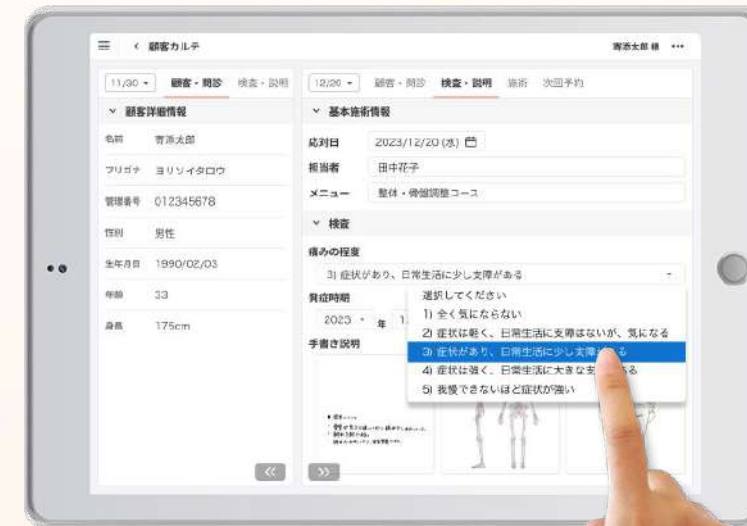 顧客カルテ
寄添太郎 様
11/30
顧客・問診
検査・説明
顧客詳細情報
名前
寄添太郎
フリガナ
ヨリソイタロウ
管理番号
012345678
性別
男性
生年月日
1990/02/03
年齢
33
身長
175cm
12/20
顧客・問診
検査・説明
施術
次回予約
基本施術情報
応対日
2023/12/20 (水)
担当者
田中花子
メニュー
整体・骨盤調整コース
検査
痛みの程度
3) 症状があり、日常生活に少し支障がある
発症時期
2023
年
選択してください
1) 全く気にならない
2) 症状は軽く、日常生活に支障はないが、気になる
3) 症状があり、日常生活に少し支障がある
4) 症状は強く、日常生活に大きな支障がある
5) 我慢できないほど症状が強い
手書き説明